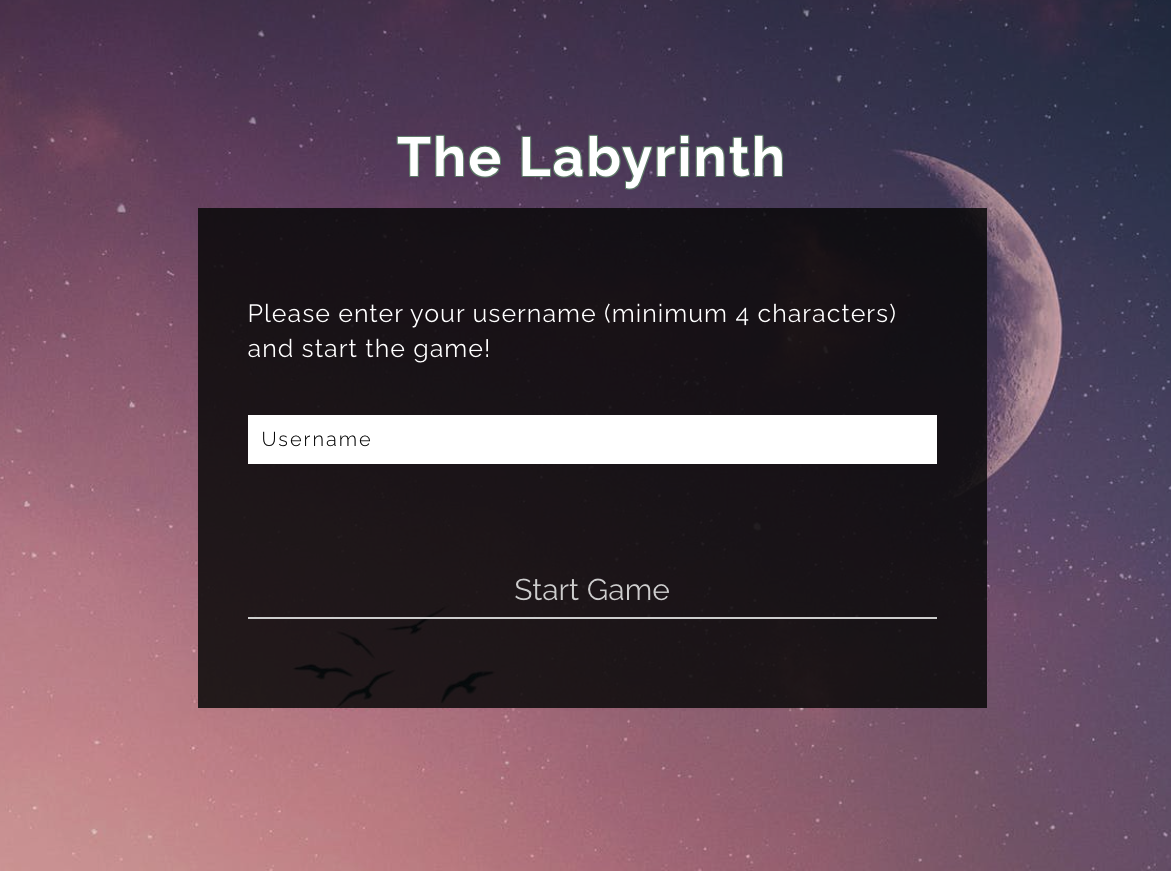 The Labyrinth
Please enter your username (minimum 4 characters)
and start the game!
Username
Start Game